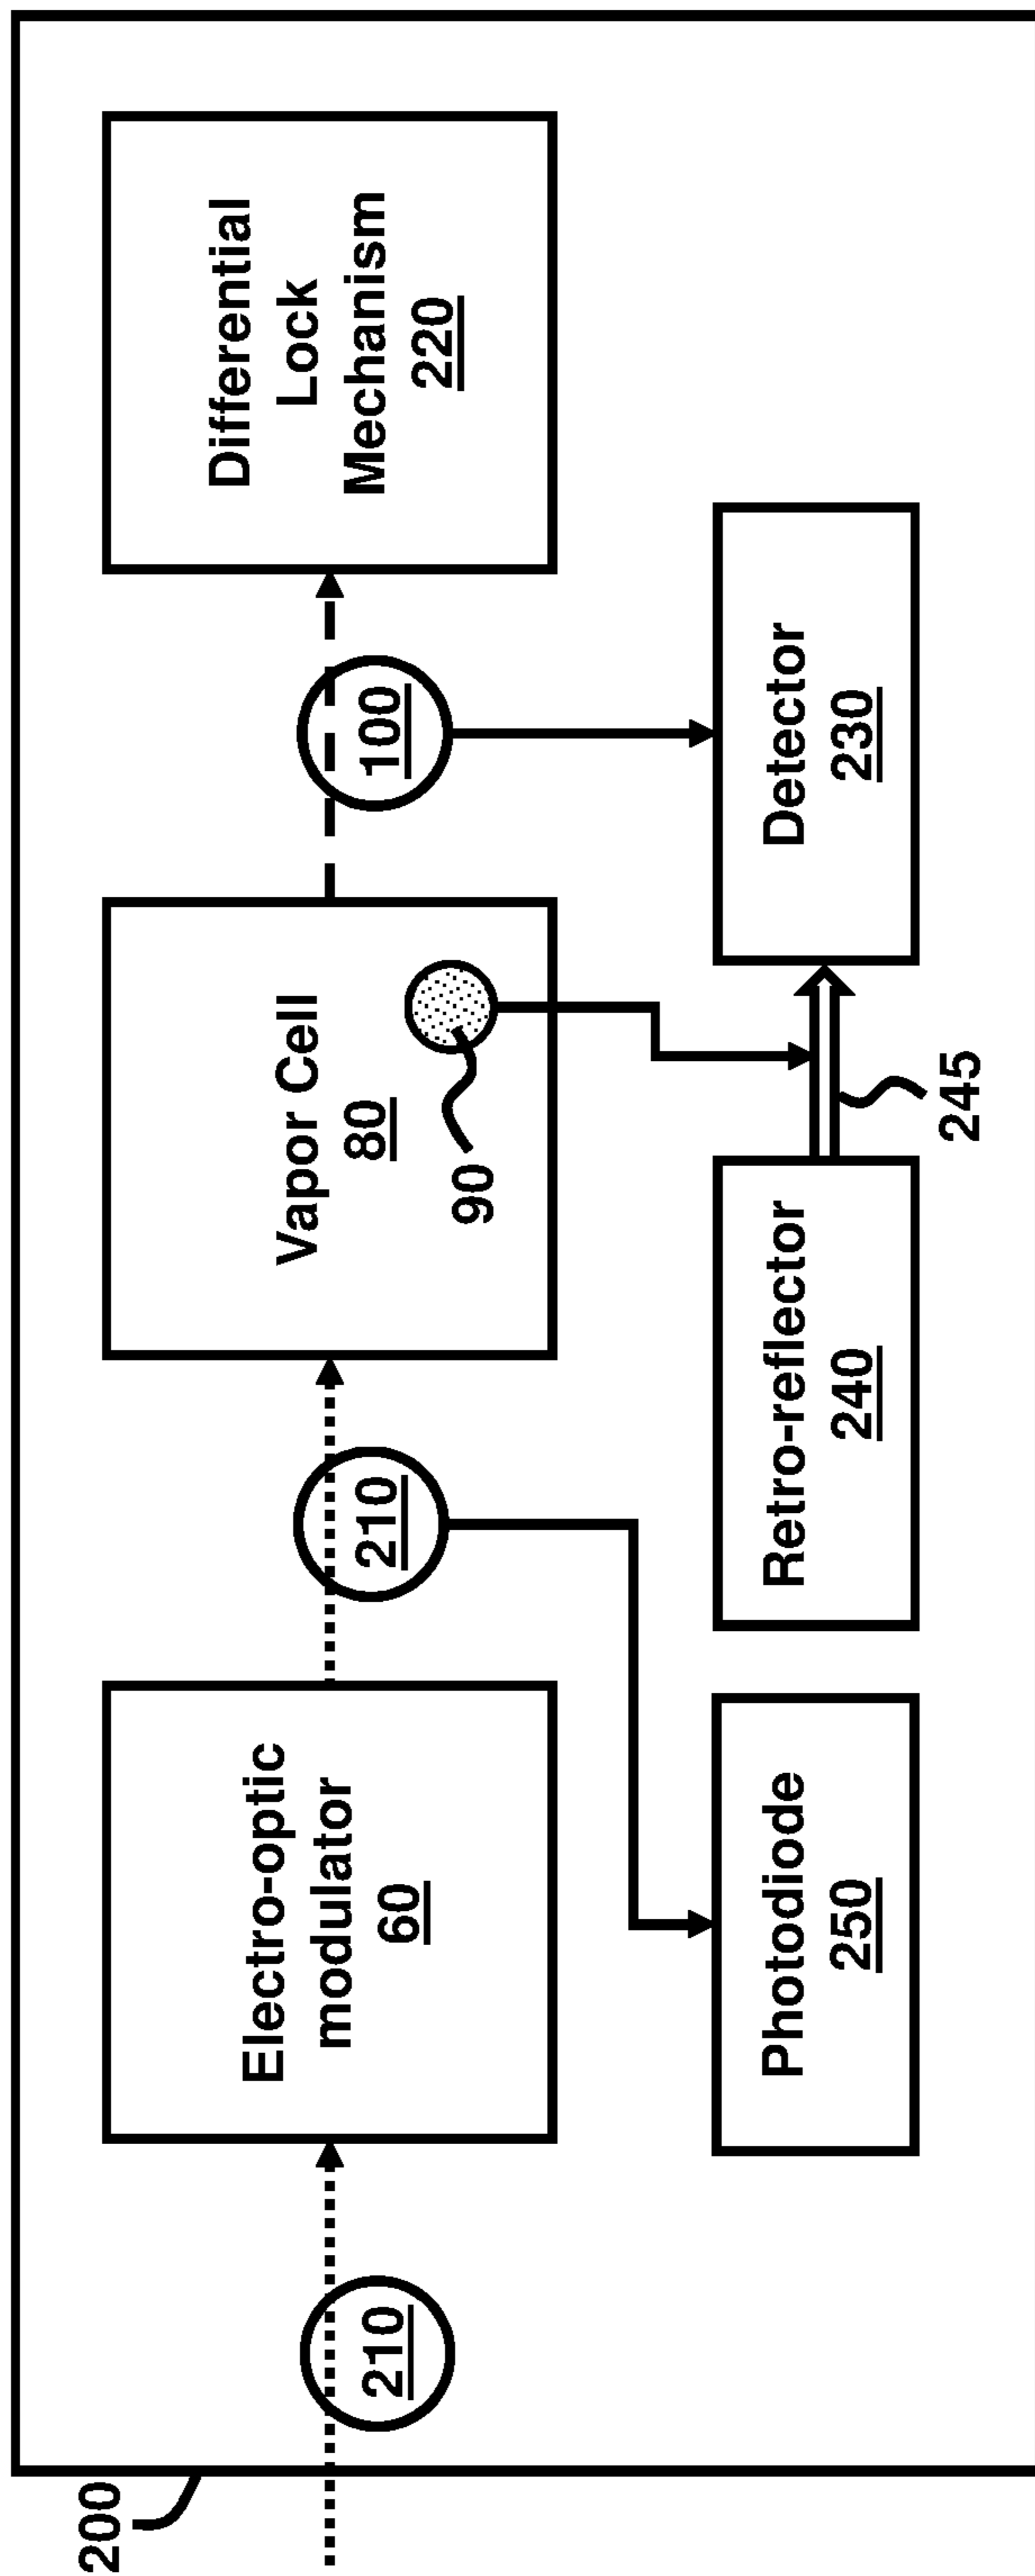 200
210
Electro-optic
modulator
60
210
Vapor Cell
80
90
100
Differential
Lock
Mechanism
220
Photodiode
250
Retro-reflector
240
245
Detector
230